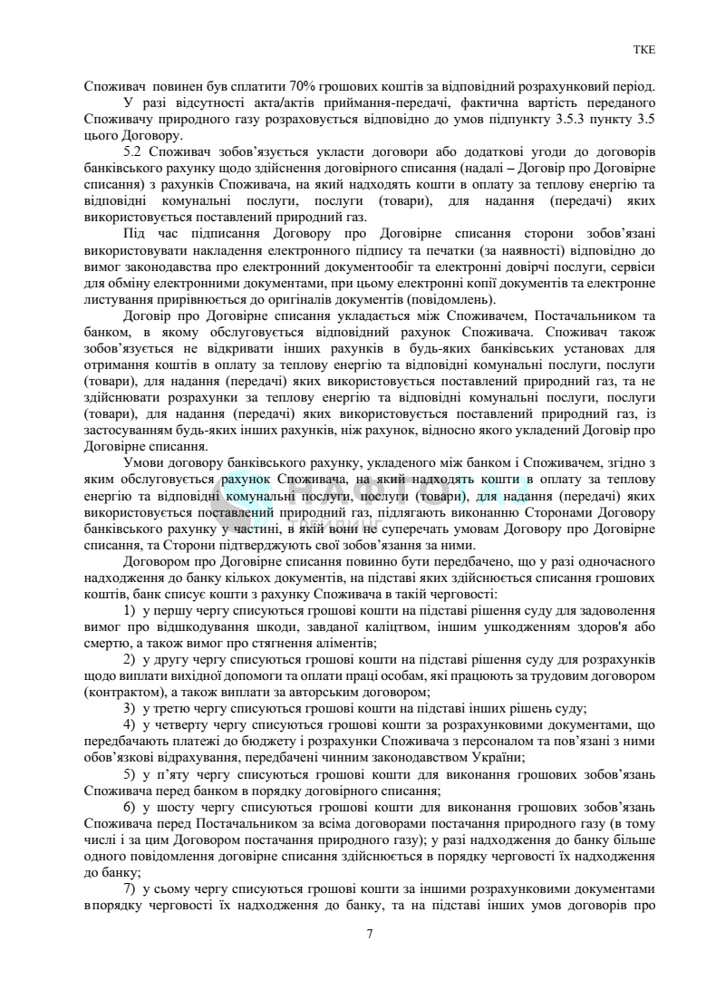 ТКЕ
Споживач повинен був сплатити 70% грошових коштів за відповідний розрахунковий період.
У разі відсутності акта/актів приймання-передачі, фактична вартість переданого
Споживачу природного газу розраховується відповідно до умов підпункту 3.5.3 пункту 3.5
цього Договору.
5.2 Споживач зобов’язується укласти договори або додаткові угоди до договорів
банківського рахунку щодо здійснення договірного списання (надалі – Договір про Договірне
списання) з рахунків Споживача, на який надходять кошти в оплату за теплову енергію та
відповідні комунальні послуги, послуги (товари), для надання (передачі) яких
використовується поставлений природний газ.
Під час підписання Договору про Договірне списання сторони зобов’язані
використовувати накладення електронного підпису та печатки (за наявності) відповідно до
вимог законодавства про електронний документообіг та електронні довірчі послуги, сервіси
для обміну електронними документами, при цьому електронні копії документів та електронне
листування прирівнюється до оригіналів документів (повідомлень).
Договір про Договірне списання укладається між Споживачем, Постачальником та
банком, в якому обслуговується відповідний рахунок Споживача. Споживач також
зобов’язується не відкривати інших рахунків в будь-яких банківських установах для
отримання коштів в оплату за теплову енергію та відповідні комунальні послуги, послуги
(товари), для надання (передачі) яких використовується поставлений природний газ, та не
здійснювати розрахунки за теплову енергію та відповідні комунальні послуги, послуги
(товари), для надання (передачі) яких використовується поставлений природний газ, із
застосуванням будь-яких інших рахунків, ніж рахунок, відносно якого укладений Договір про
Договірне списання.
Умови договору банківського рахунку, укладеного між банком і Споживачем, згідно з
яким обслуговується рахунок Споживача, на який надходять кошти в оплату за теплову
НАФТОГАЗ
енергію та відповідні комунальні послуги, послуги (товари), для надання (передачі) яких
використовується поставлений природний газ, підлягають виконанню Сторонами Договору
ТРЕЙДИНГ
банківського рахунку у частині, в якій вони не суперечать умовам Договору про Договірне
списання, та Сторони підтверджують свої зобов’язання за ними.
Договором про Договірне списання повинно бути передбачено, що у разі одночасного
надходження до банку кількох документів, на підставі яких здійснюється списання грошових
коштів, банк списує кошти з рахунку Споживача в такій черговості:
1) у першу чергу списуються грошові кошти на підставі рішення суду для задоволення
вимог про відшкодування шкоди, завданої каліцтвом, іншим ушкодженням здоров'я або
смертю, а також вимог про стягнення аліментів;
2) у другу чергу списуються грошові кошти на підставі рішення суду для розрахунків
щодо виплати вихідної допомоги та оплати праці особам, які працюють за трудовим договором
(контрактом), а також виплати за авторським договором;
3) у третю чергу списуються грошові кошти на підставі інших рішень суду;
4) у четверту чергу списуються грошові кошти за розрахунковими документами, що
передбачають платежі до бюджету і розрахунки Споживача з персоналом та пов’язані з ними
обов’язкові відрахування, передбачені чинним законодавством України;
5) у п’яту чергу списуються грошові кошти для виконання грошових зобов’язань
Споживача перед банком в порядку договірного списання;
6) у шосту чергу списуються грошові кошти для виконання грошових зобов’язань
Споживача перед Постачальником за всіма договорами постачання природного газу (в тому
числі і за цим Договором постачання природного газу); у разі надходження до банку більше
одного повідомлення договірне списання здійснюється в порядку черговості їх надходження
до банку;
7) у сьому чергу списуються грошові кошти за іншими розрахунковими документами
в порядку черговості їх надходження до банку, та на підставі інших умов договорів про
7